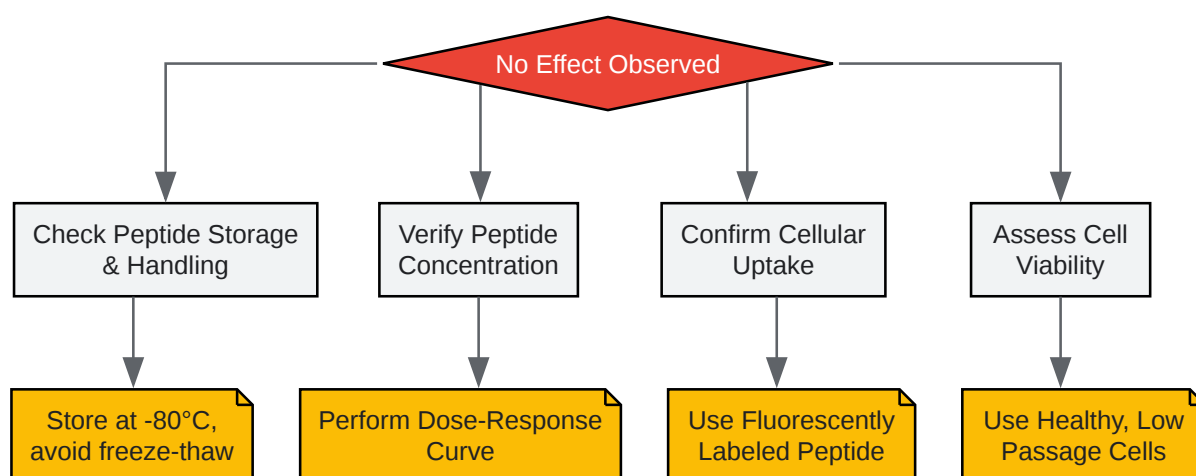 No Effect Observed
Check Peptide Storage
& Handling
Verify Peptide
Concentration
Confirm Cellular
Uptake
Assess Cell
Viability
Store at -80°C,
avoid freeze-thaw
Perform Dose-Response
Curve
Use Fluorescently
Labeled Peptide
Use Healthy, Low
Passage Cells